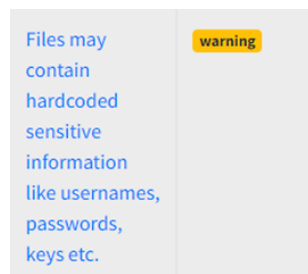 Files may
contain
hardcoded
sensitive
information
like usernames,
passwords,
keys etc.
warning